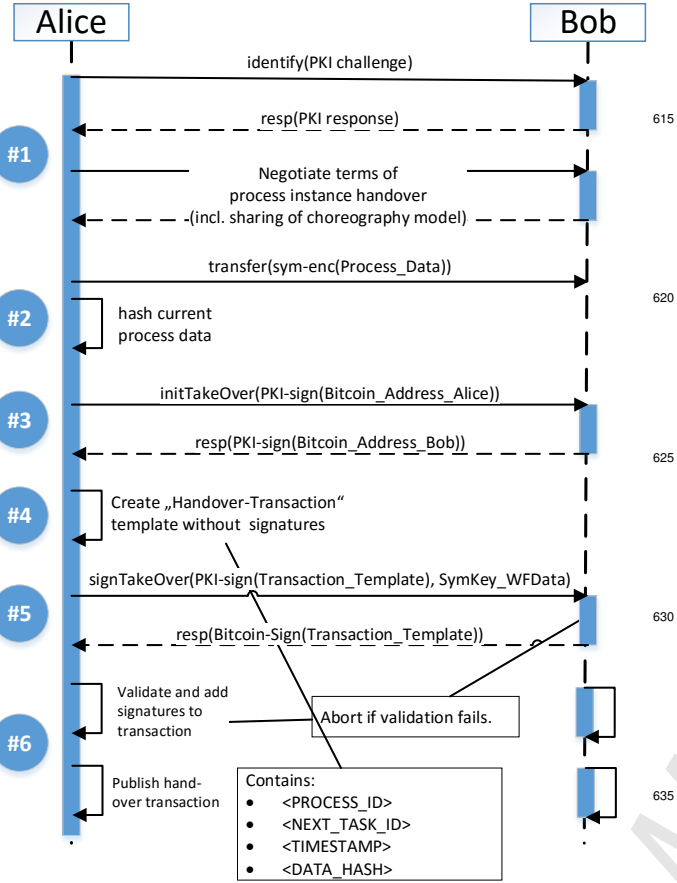 Alice
Bob
identify(PKI challenge)
615
resp(PKI response)
#1
Negotiate terms of
process instance handover
(incl. sharing of choreography model)
transfer(sym-enc(Process_Data))
620
#2
hash current
process data
initTakeOver(PKI-sign(Bitcoin_Address_Alice))
#3
resp(PKI-sign(Bitcoin_Address_Bob))
625
#4
Create „Handover-Transaction“
template without signatures
signTakeOver(PKI-sign(Transaction_Template), SymKey_WFData)
#5
630
resp(Bitcoin-Sign(Transaction_Template))
Validate and add
signatures to
transaction
Abort if validation fails.
#6
Publish hand-
over transaction
635
Contains:
• <PROCESS_ID>
• <NEXT_TASK_ID>
• <TIMESTAMP>
• <DATA_HASH>